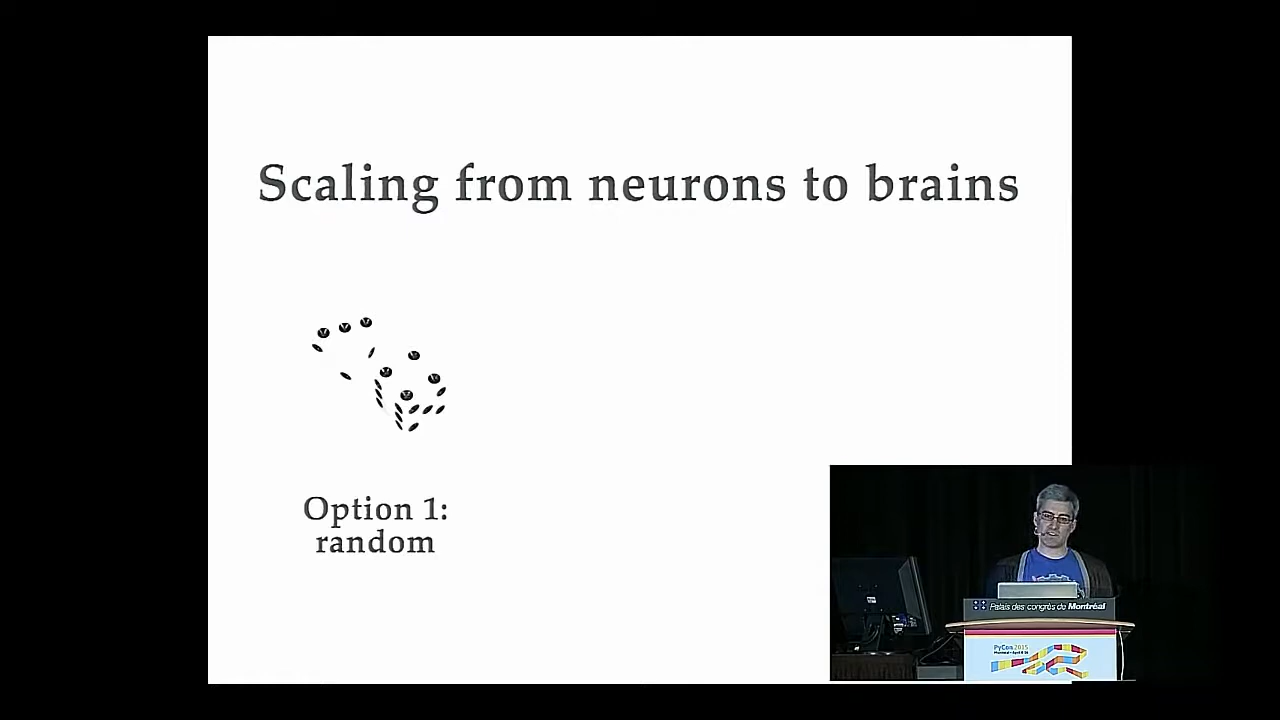 Scaling from neurons to brains
Option 1:
random
Palais des congrès de Montréal
PyCon 2015